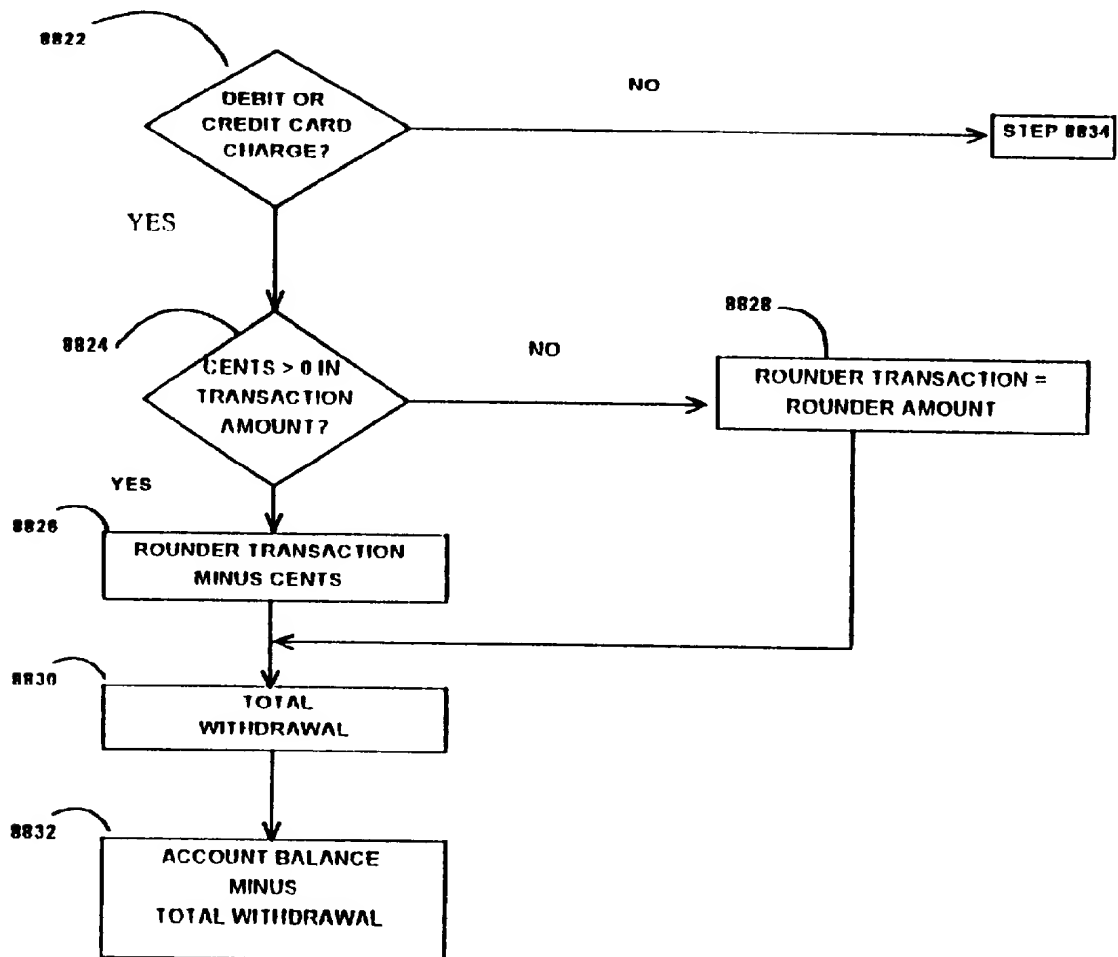 8822
DEBIT OR
CREDIT CARD
CHARGE?
NO
STEP 8834
YES
8824
CENTS > 0 IN
TRANSACTION
AMOUNT?
NO
8828
ROUNDER TRANSACTION =
ROUNDER AMOUNT
YES
8826
ROUNDER TRANSACTION
MINUS CENTS
8830
TOTAL
WITHDRAWAL
8832
ACCOUNT BALANCE
MINUS
TOTAL WITHDRAWAL